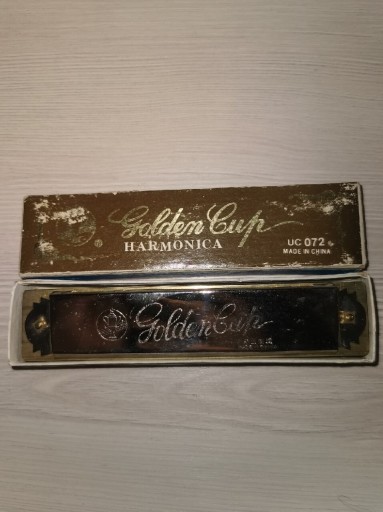 Golden Cup
®
HARMONICA
UC 072
MADE IN CHINA
Golden Cup